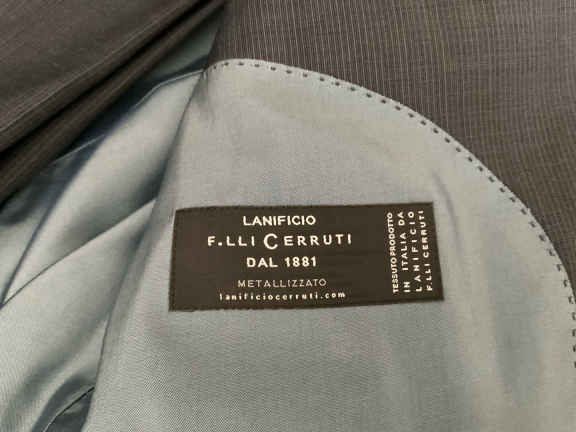 LANIFICIO
F.LLI CERRUTI
DAL 1881
METALLIZZATO
lanificiocerruti.com
TESSUTO PRODOTTO
IN ITALIA DA
LANIFICIO
F.LLI CERRUTI